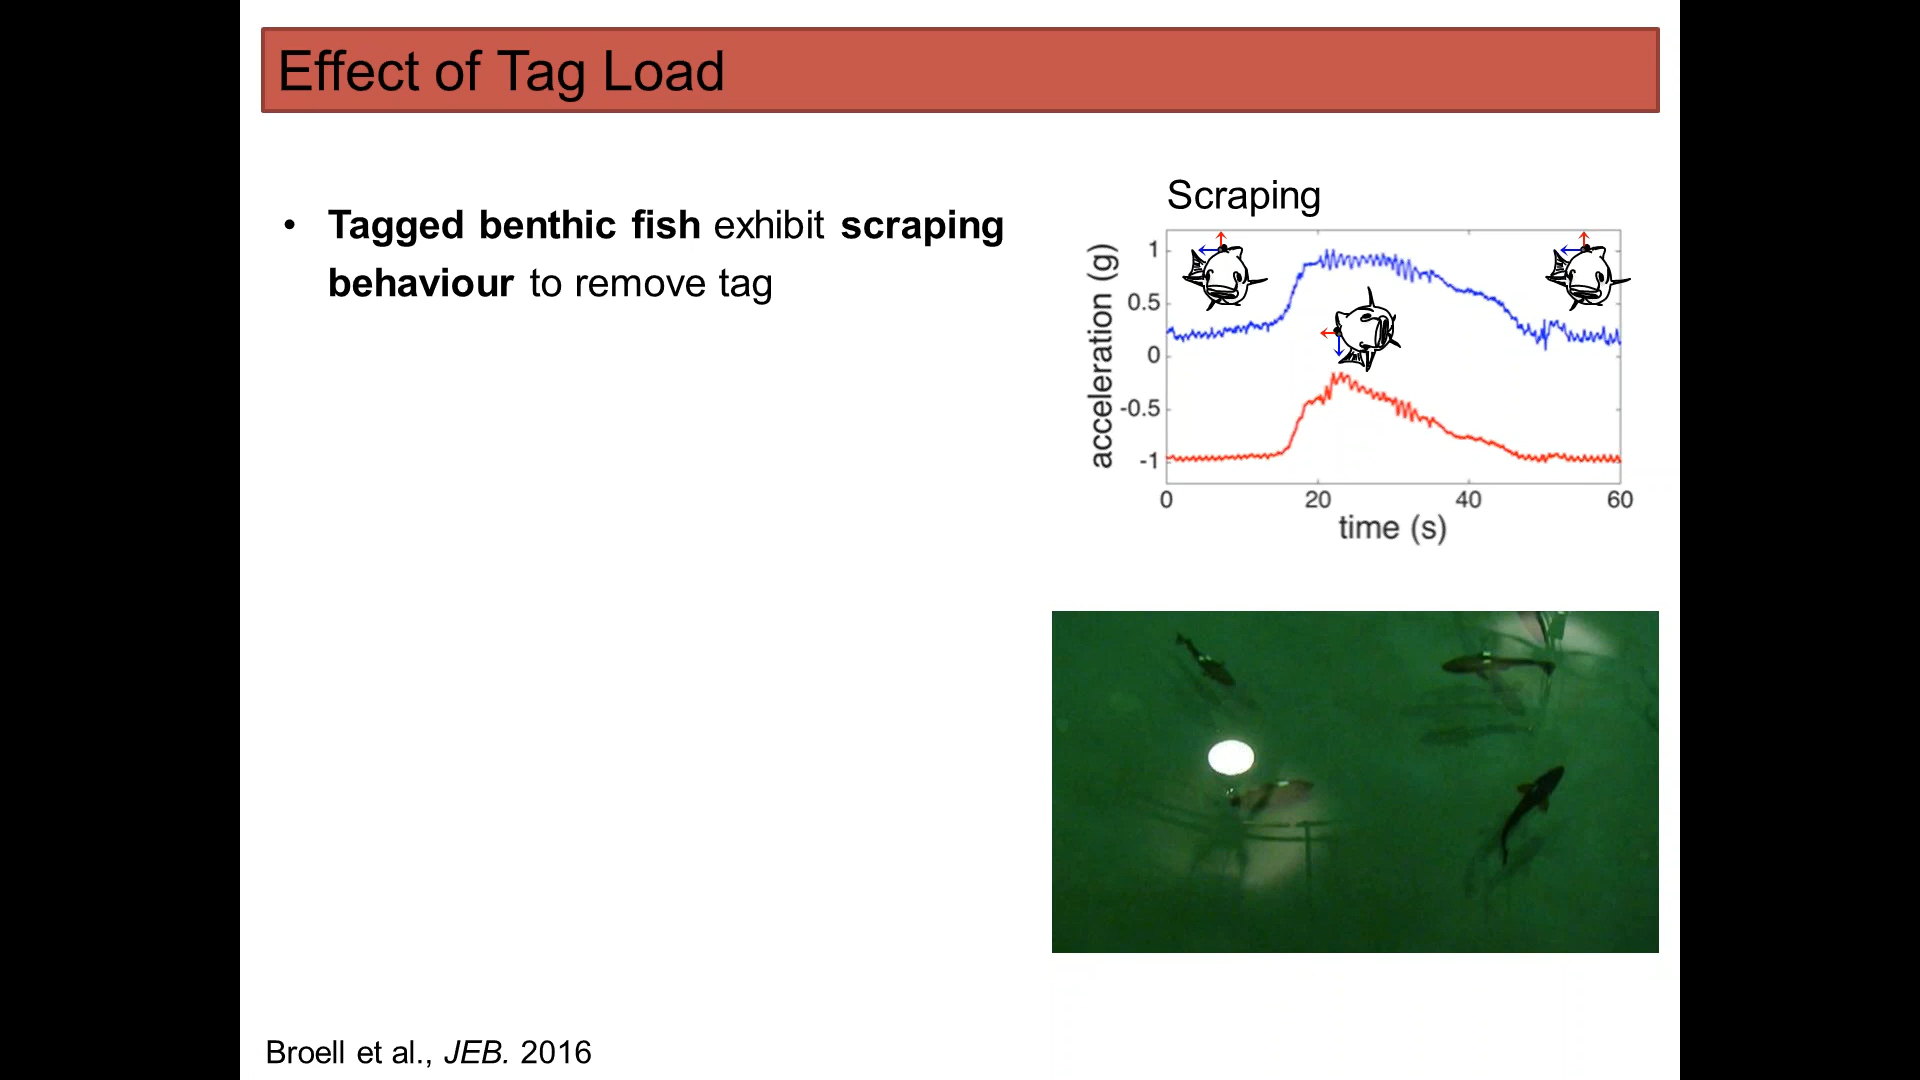 Effect of Tag Load
• Tagged benthic fish exhibit scraping
behaviour to remove tag
Scraping
acceleration (g)
1
0.5
0
-0.5
-1
0 20 40 60
time (s)
Broell et al., JEB. 2016